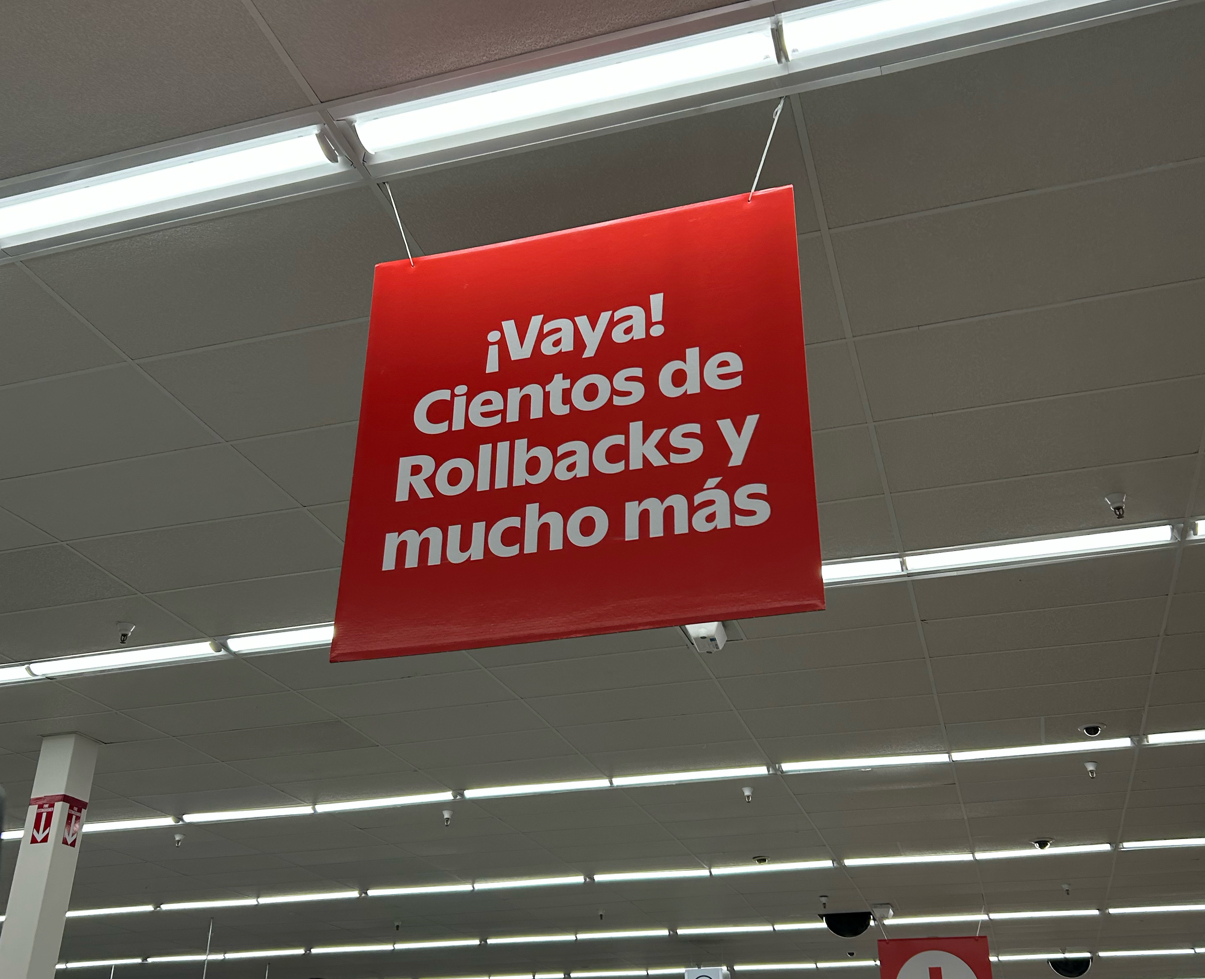 ¡Vaya!
Cientos de
Rollbacks y
mucho más